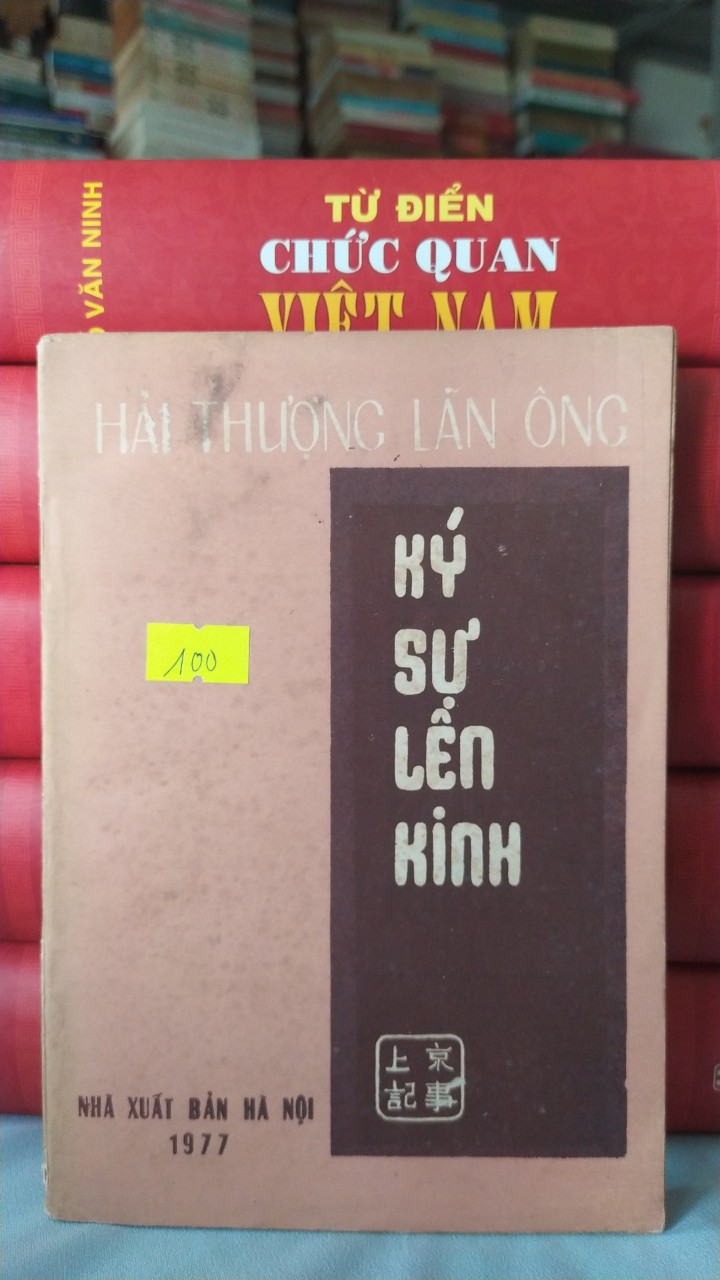 TỪ ĐIỂN
CHỨC QUAN
VIỆT NAM
VĂN NINH
HẢI THƯỢNG LÃN ÔNG
KÝ
SỰ
LÊN
KINH
100
上京
記事
NHÀ XUẤT BẢN HÀ NỘI
1977